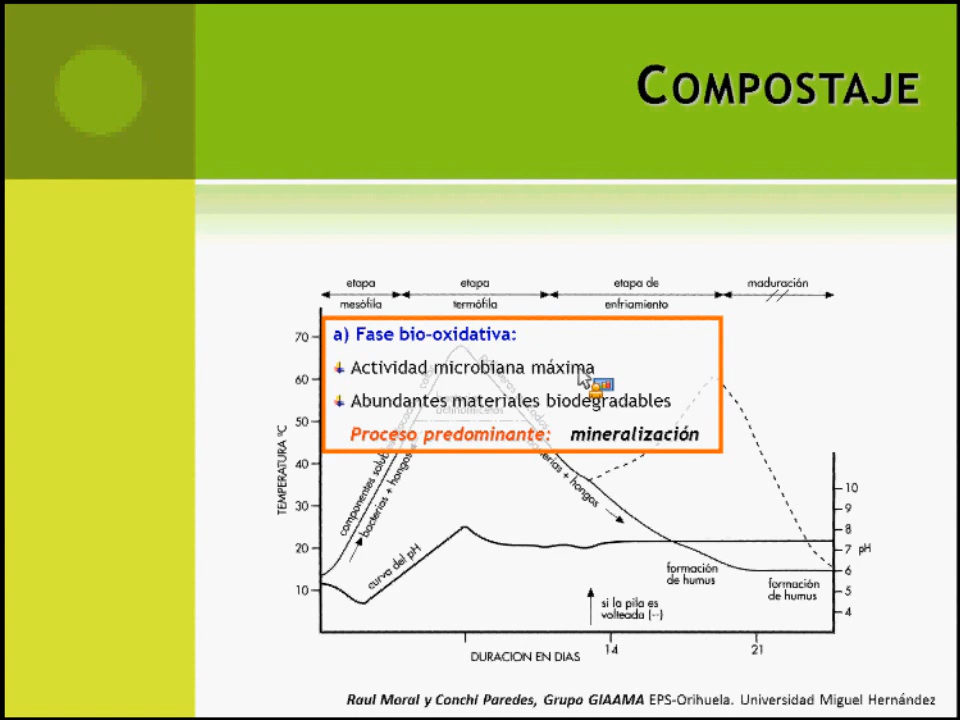 COMPOSTAJE
etapa etapa etapa de maduración
mesófila termófila enfriamiento
a) Fase bio-oxidativa:
Actividad microbiana máxima
Abundantes materiales biodegradables
Proceso predominante: mineralización
TEMPERATURA ºC
70
60
50
40
30
20
10
bacterias + hongos
bacterias + hongos
curva del pH
10
9
8
7 pH
6
5
4
formación
de humus
formación
de humus
si la pila es
volteada (--)
14 21
DURACION EN DIAS
Raul Moral y Conchi Paredes, Grupo GIAAMA EPS-Orihuela. Universidad Miguel Hernández